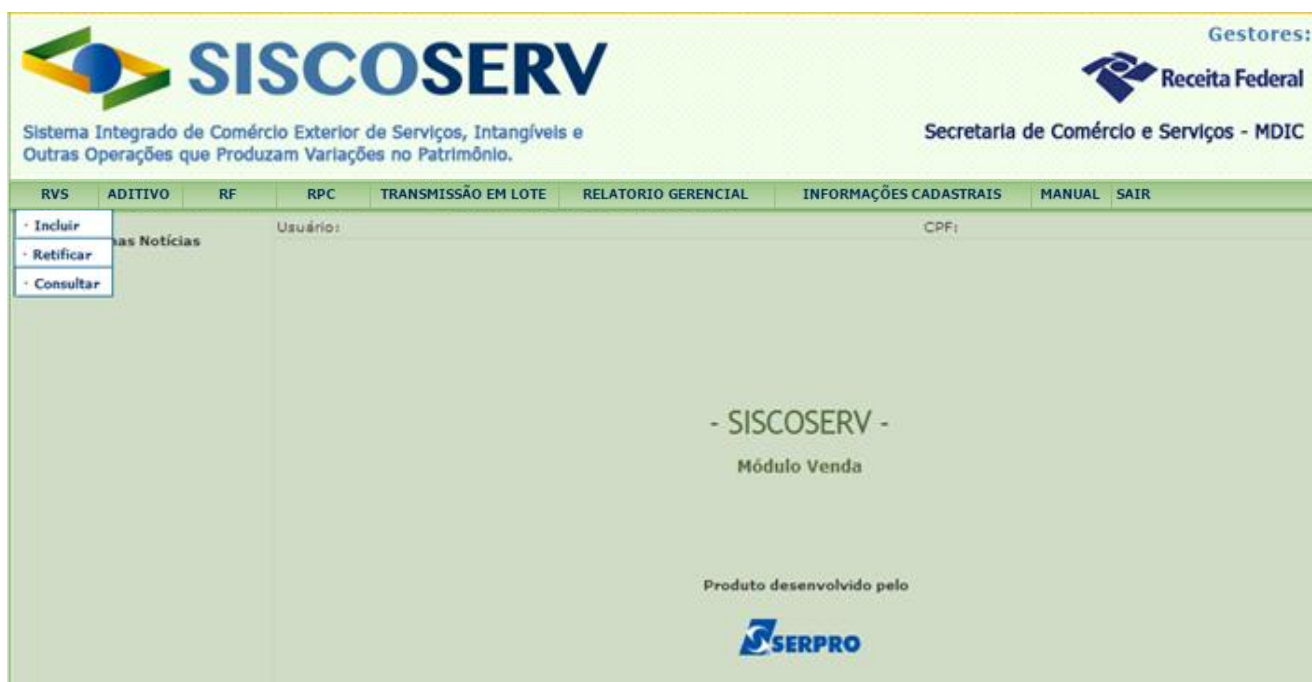 SISCOSERV
Gestores:
Receita Federal
Sistema Integrado de Comércio Exterior de Serviços, Intangíveis e
Outras Operações que Produzam Variações no Patrimônio.
Secretaria de Comércio e Serviços - MDIC
RVS ADITIVO RF RPC TRANSMISSÃO EM LOTE RELATORIO GERENCIAL INFORMAÇÕES CADASTRAIS MANUAL SAIR
· Incluir
· Retificar
· Consultar
Notícias
Usuário: CPF:
- SISCOSERV -
Módulo Venda
Produto desenvolvido pelo
SERPRO